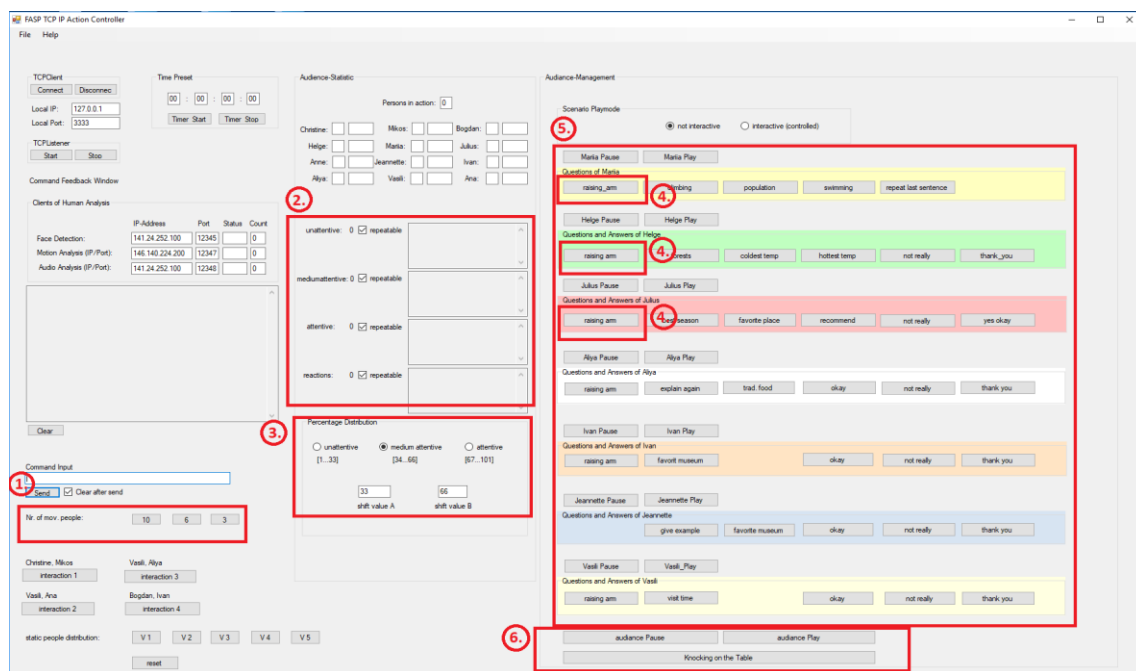 FASP TCP IP Action Controller
File Help
TCPClient
Connect Disconnec
Local IP: 127.0.0.1
Local Port: 3333
TCPListener
Start Stop
Command Feedback Window
Time Preset
00 : 00 : 00 : 00
Timer Start Timer Stop
Clients of Human Analysis
IP-Address Port Status Count
Face Detection: 141.24.252.100 12345 0
Motion Analysis (IP/Port): 146.140.224.200 12347 0
Audio Analysis (IP/Port): 141.24.252.100 12348 0
Clear
Command Input
1.
Send Clear after send
Nr. of mov. people: 10 6 3
Christine, Mikos Vasili, Aliya
interaction 1 interaction 3
Vasili, Ana Bogdan, Ivan
interaction 2 interaction 4
static people distribution: V 1 V 2 V 3 V 4 V 5
reset
Audience-Statistic
Persons in action: 0
Christine: Mikos: Bogdan:
Helge: Mariia: Julius:
Anne: Jeannette: Ivan:
Aliya: Vasili: Ana:
2.
unattentive: 0 repeatable
mediumattentive: 0 repeatable
attentive: 0 repeatable
reactions: 0 repeatable
3.
Percentage Distribution
unattentive medium attentive attentive
[1...33] [34...66] [67...101]
33 66
shift value A shift value B
Audiance-Management
Scenario Playmode
not interactive interactive (controlled)
5.
Mariia Pause Mariia Play
Questions of Mariia
raising_arm climbing population swimming repeat last sentence
4.
Helge Pause Helge Play
Questions and Answers of Helge
raising arm coldest temp hottest temp not really thank_you
4.
Julius Pause Julius Play
Questions and Answers of Julius
raising arm season favorite place recommend not really yes okay
4.
Aliya Pause Aliya Play
Questions and Answers of Aliya
raising arm explain again trad. food okay not really thank you
Ivan Pause Ivan Play
Questions and Answers of Ivan
raising arm favorit museum okay not really thank you
Jeannette Pause Jeannette Play
Questions and Answers of Jeannette
give example favorite museum okay not really thank you
Vasili Pause Vasili_Play
Questions and Answers of Vasili
raising arm visit time okay not really thank you
6.
audience Pause audience Play
Knocking on the Table